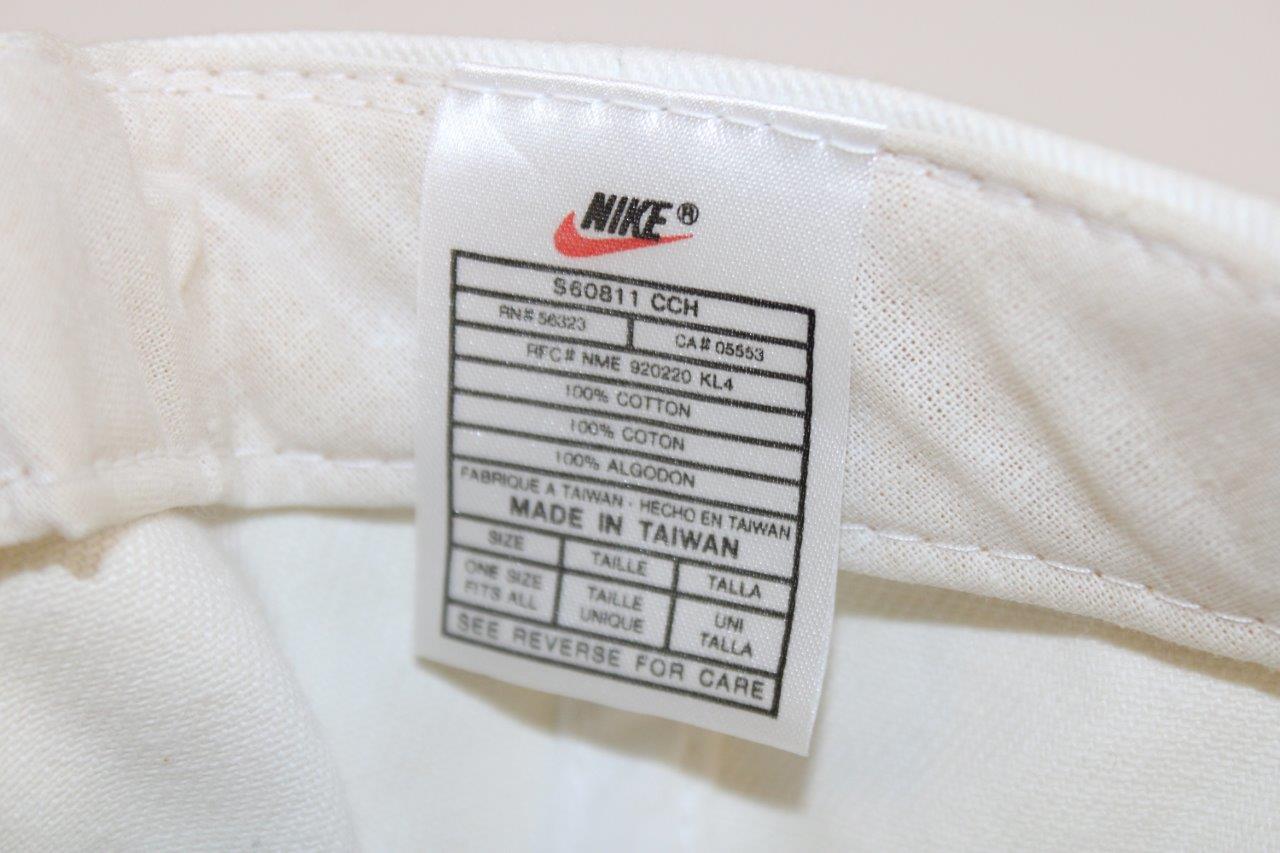 NIKE®
S60811 CCH
RN# 56323
CA# 05553
RFC# NME 920220 KL4
100% COTTON
100% COTON
100% ALGODON
FABRIQUE A TAIWAN · HECHO EN TAIWAN
MADE IN TAIWAN
SIZE
TAILLE
TALLA
ONE SIZE
FITS ALL
TAILLE
UNIQUE
UNI
TALLA
SEE REVERSE FOR CARE